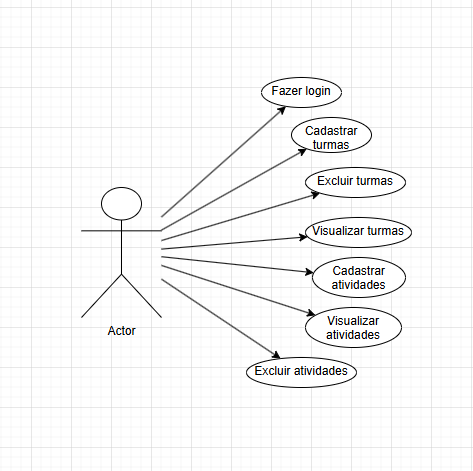 Fazer login
Cadastrar
turmas
Excluir turmas
Visualizar turmas
Cadastrar
atividades
Visualizar
atividades
Excluir atividades
Actor